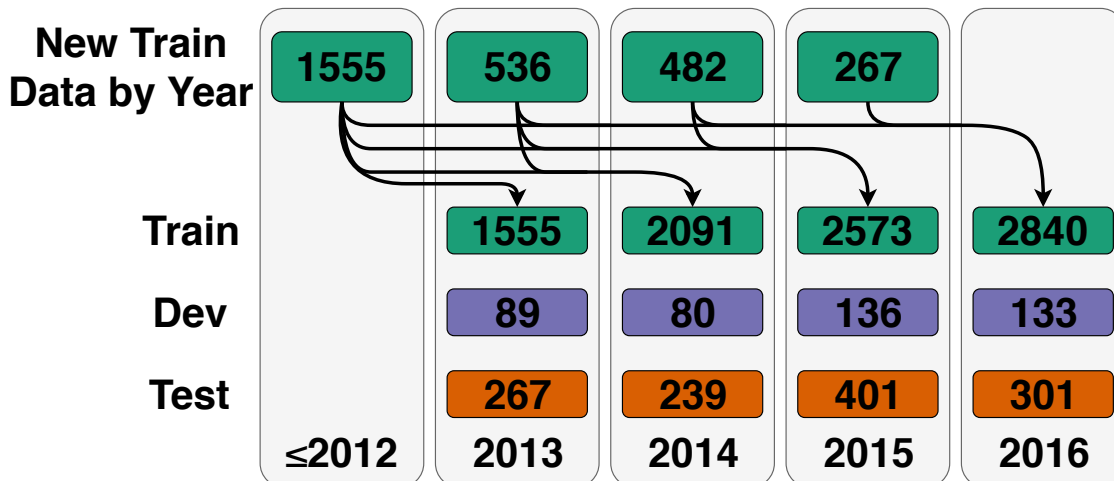 New Train
Data by Year
1555 536 482 267
Train 1555 2091 2573 2840
Dev 89 80 136 133
Test 267 239 401 301
≤2012 2013 2014 2015 2016